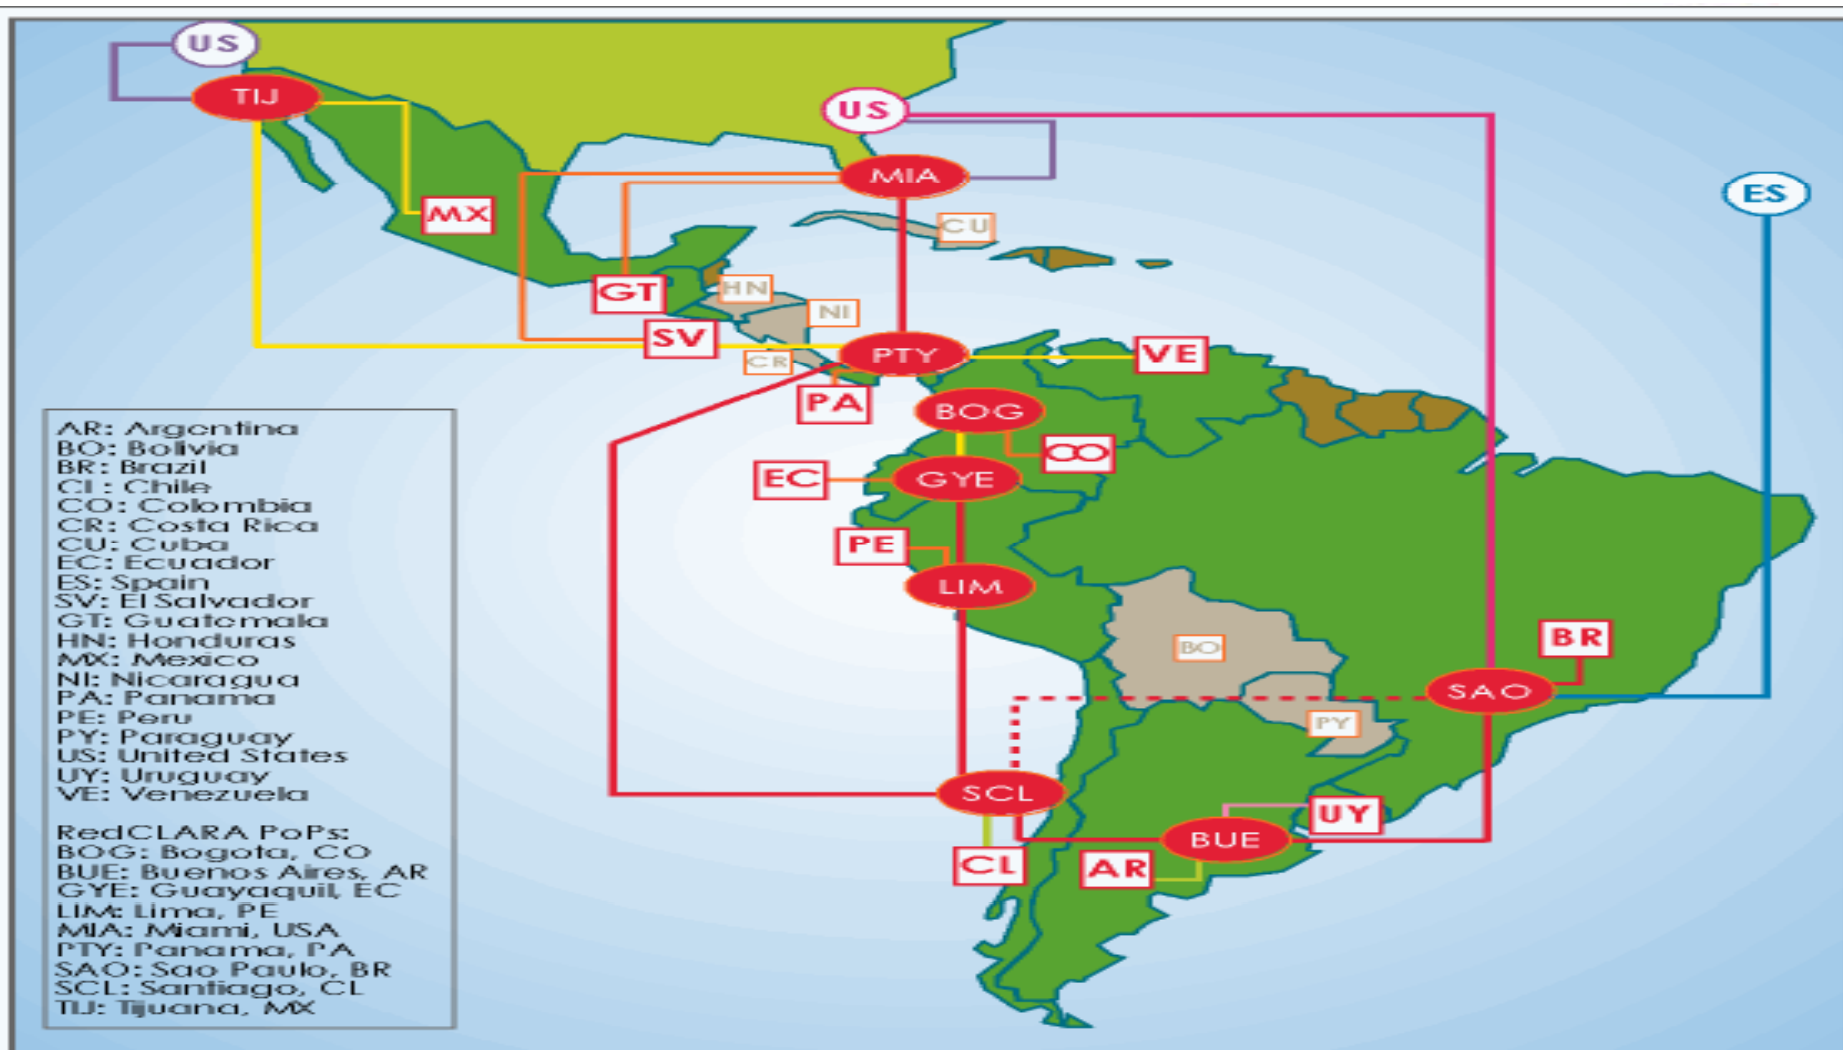 US
TIJ
US
MIA
ES
MX
CU
GT
HN
NI
SV
CR
PTY
VE
PA
BOG
CO
EC
GYE
PE
LIM
BO
BR
SAO
PY
SCL
UY
BUE
CL
AR
AR: Argentina
BO: Bolivia
BR: Brazil
CL: Chile
CO: Colombia
CR: Costa Rica
CU: Cuba
EC: Ecuador
ES: Spain
SV: El Salvador
GT: Guatemala
HN: Honduras
MX: Mexico
NI: Nicaragua
PA: Panama
PE: Peru
PY: Paraguay
US: United States
UY: Uruguay
VE: Venezuela
RedCLARA PoPs:
BOG: Bogota, CO
BUE: Buenos Aires, AR
GYE: Guayaquil, EC
LIM: Lima, PE
MIA: Miami, USA
PTY: Panama, PA
SAO: Sao Paulo, BR
SCL: Santiago, CL
TIJ: Tijuana, MX